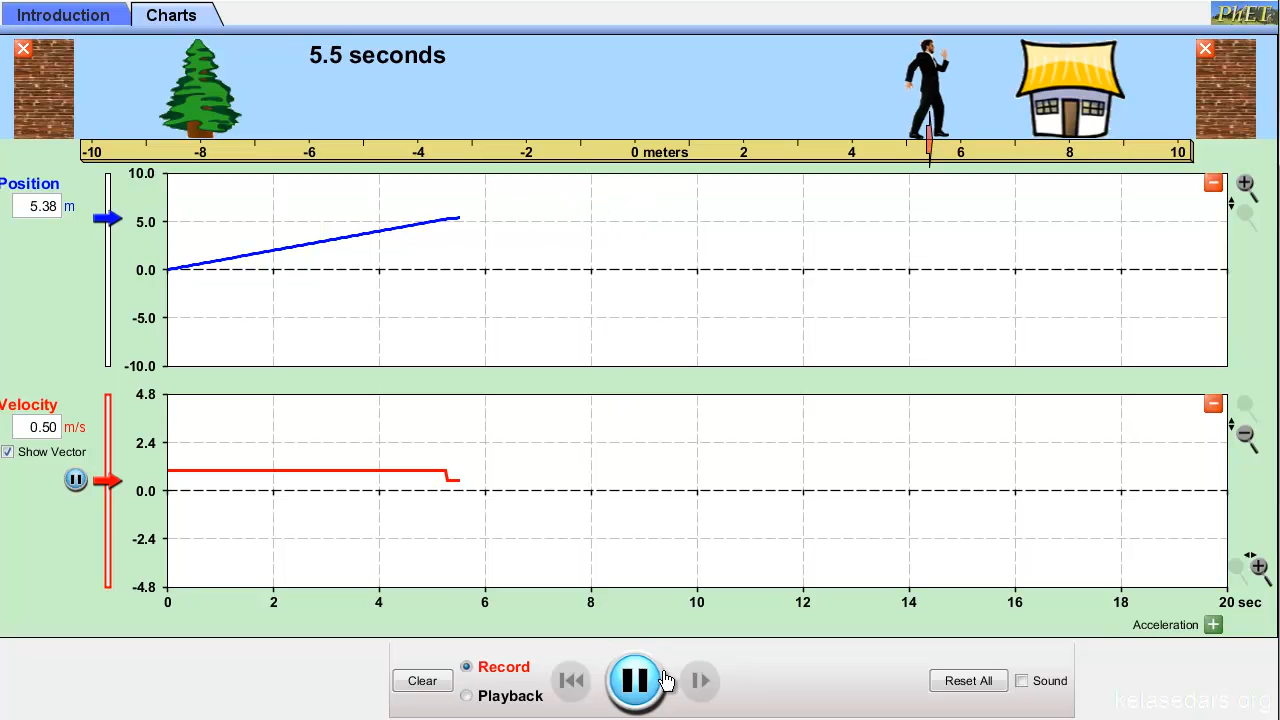 Introduction
Charts
PhET
5.5 seconds
-10 -8 -6 -4 -2 0 meters 2 4 6 8 10
Position
5.38 m
10.0
5.0
0.0
-5.0
-10.0
Velocity
0.50 m/s
Show Vector
4.8
2.4
0.0
-2.4
-4.8
0 2 4 6 8 10 12 14 16 18 20 sec
Acceleration
Clear
Record
Playback
Reset All
Sound
kelasedars.org